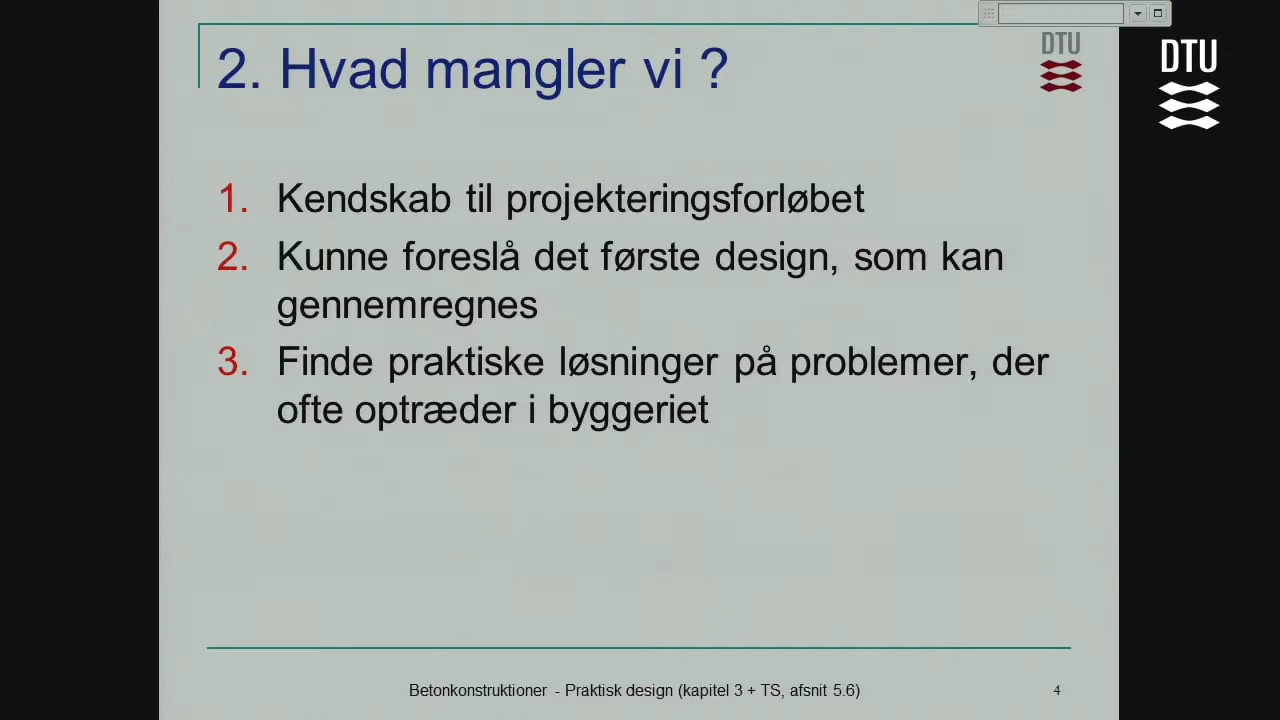 2. Hvad mangler vi ?
DTU
DTU
1. Kendskab til projekteringsforløbet
2. Kunne foreslå det første design, som kan
gennemregnes
3. Finde praktiske løsninger på problemer, der
ofte optræder i byggeriet
Betonkonstruktioner - Praktisk design (kapitel 3 + TS, afsnit 5.6)
4